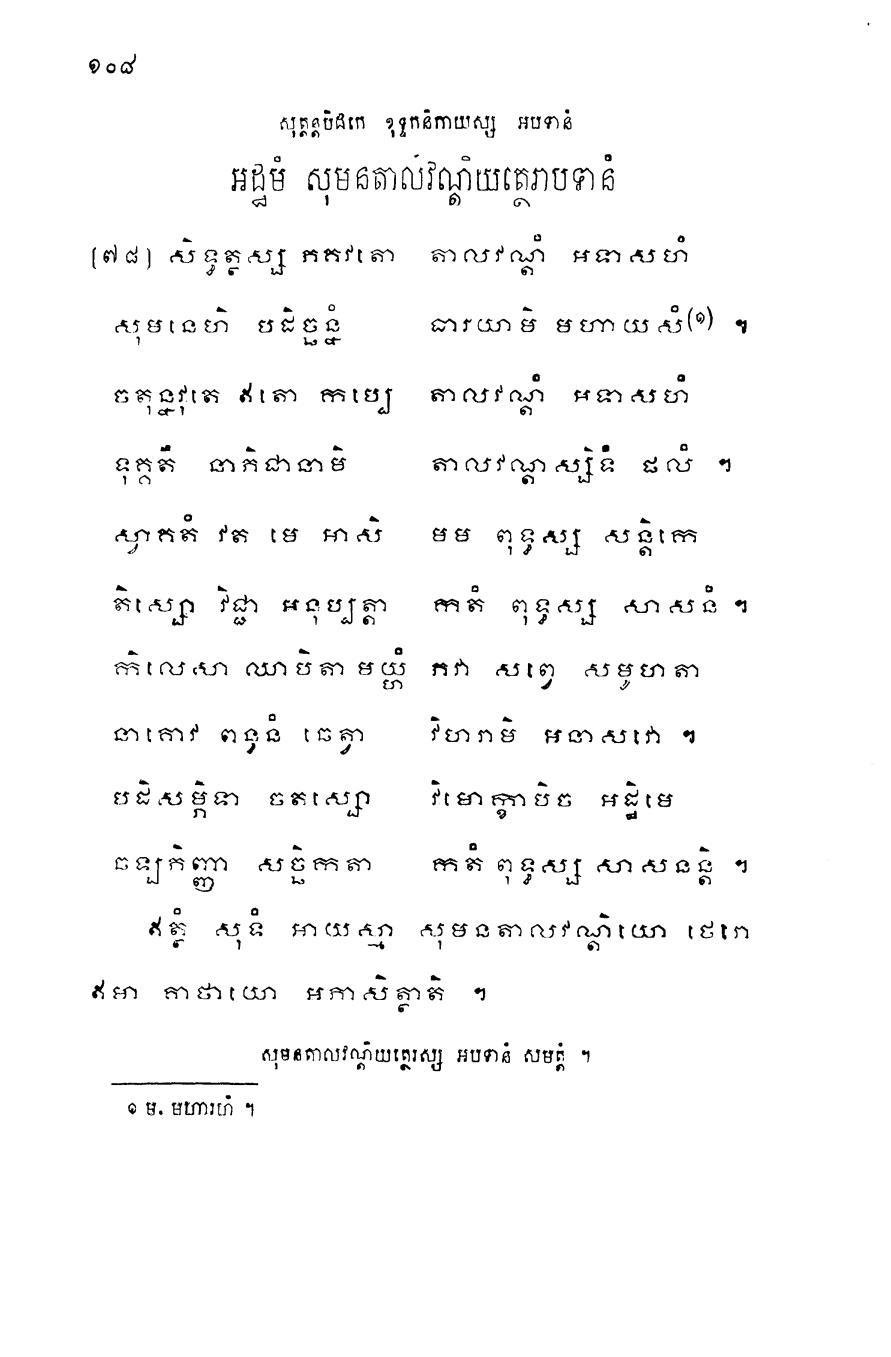 ១០៨
សុត្តន្តបិដកេ ខុទ្ទកនិកាយស្ស អបទានំ
អដ្ឋមំ សុមនតាលវណ្ដិយត្ថេរាបទានំ
[៧៨] សិទ្ធត្ថស្ស ភគវតោ តាលវណ្ដំ អទាសហំ
សុមនេហិ បដិច្ឆន្នំ ធារយាមិ មហាយសំ(១) ។
ចតុន្នវុតេ ឥតោ កប្បេ តាលវណ្ដំ អទាសហំ
ទុគ្គតឹ នាភិជានាមិ តាលវណ្ដស្សិទំ ផលំ ។
ស្វាគតំ វត មេ អាសិ មម ពុទ្ធស្ស សន្តិកេ
តិស្សោ វិជ្ជា អនុប្បត្តា កតំ ពុទ្ធស្ស សាសនំ ។
កិលេសា ឈាបិតា មយ្ហំ ភវា សព្វេ សមូហតា
នាគោវ ពន្ធនំ ឆេត្វា វិហរាមិ អនាសវោ ។
បដិសម្ភិទា ចតស្សោ វិមោក្ខាបិច អដ្ឋិមេ
ឆឡភិញ្ញា សច្ឆិកតា កតំ ពុទ្ធស្ស សាសនន្តិ ។
ឥត្ថំ សុទំ អាយស្មា សុមនតាលវណ្ដិយោ ថេរោ
ឥមា គាថាយោ អភាសិត្ថាតិ ។
សុមនតាលវណ្ដិយត្ថេរស្ស អបទានំ សមត្តំ ។
១ ម. មហារហំ ។